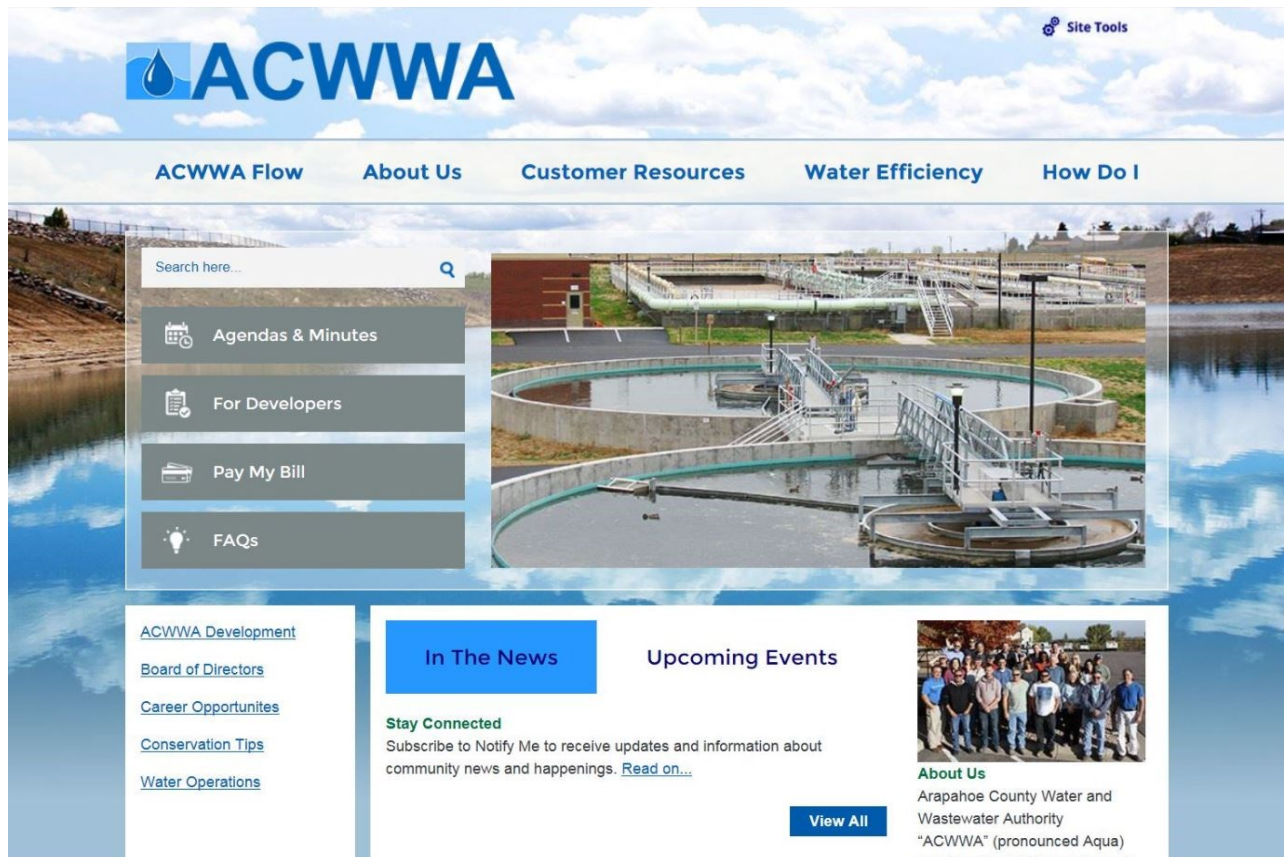 ACWWA
Site Tools
ACWWA Flow
About Us
Customer Resources
Water Efficiency
How Do I
Search here...
Agendas & Minutes
For Developers
Pay My Bill
FAQs
ACWWA Development
Board of Directors
Career Opportunites
Conservation Tips
Water Operations
In The News
Upcoming Events
Stay Connected
Subscribe to Notify Me to receive updates and information about
community news and happenings. Read on...
View All
About Us
Arapahoe County Water and
Wastewater Authority
“ACWWA” (pronounced Aqua)